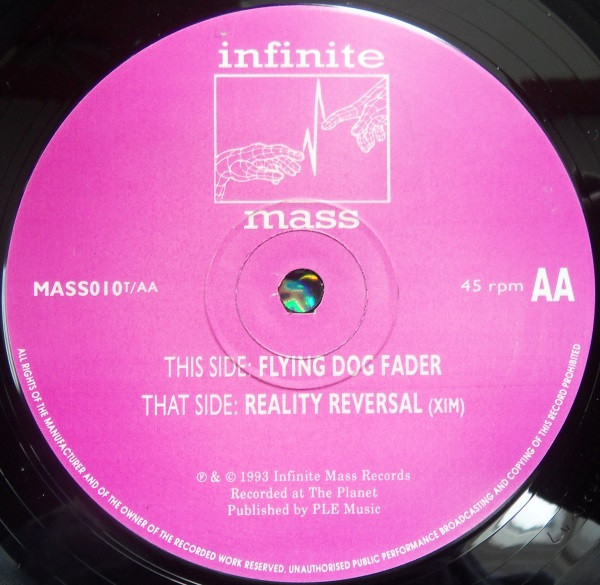 infinite
mass
MASS010T/AA
45 rpm AA
THIS SIDE: FLYING DOG FADER
THAT SIDE: REALITY REVERSAL (XIM)
℗ & © 1993 Infinite Mass Records
Recorded at The Planet
Published by PLE Music
ALL RIGHTS OF THE MANUFACTURER AND OF THE OWNER OF THE RECORDED WORK RESERVED. UNAUTHORISED PUBLIC PERFORMANCE BROADCASTING AND COPYING OF THIS RECORD PROHIBITED